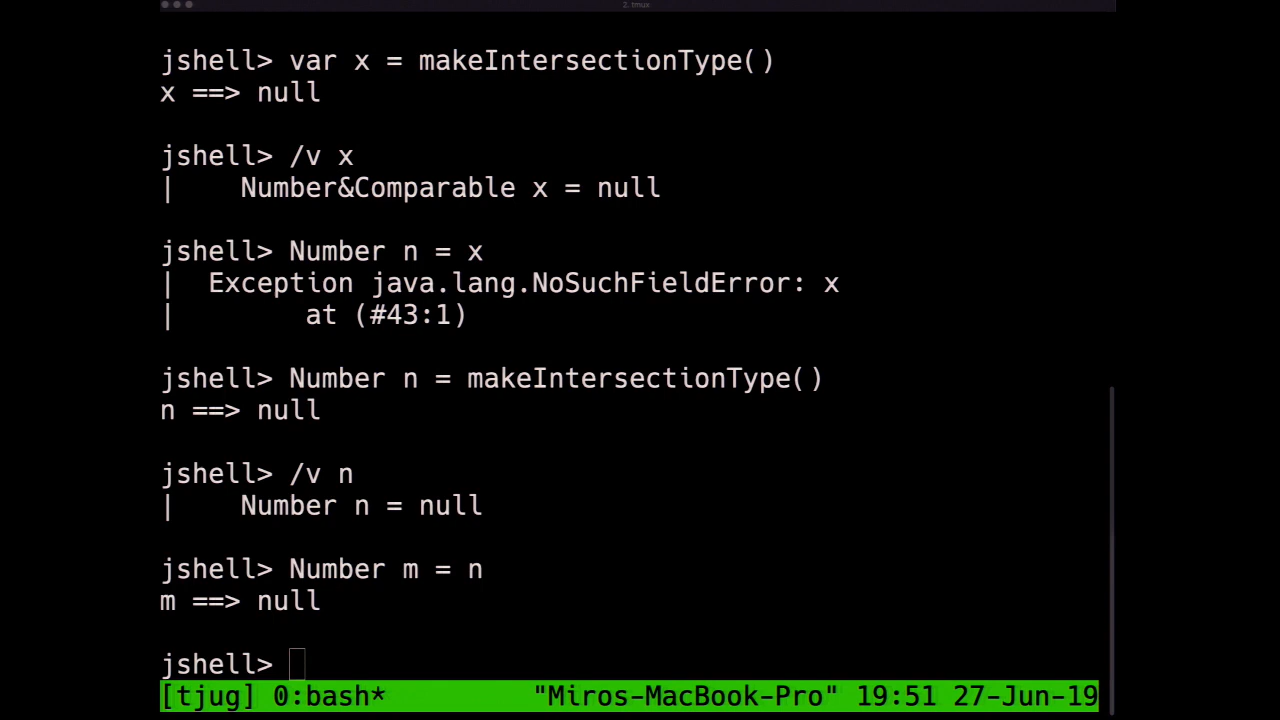 2. tmux
jshell> var x = makeIntersectionType()
x ==> null
jshell> /v x
|    Number&Comparable x = null
jshell> Number n = x
|  Exception java.lang.NoSuchFieldError: x
|        at (#43:1)
jshell> Number n = makeIntersectionType()
n ==> null
jshell> /v n
|    Number n = null
jshell> Number m = n
m ==> null
jshell>
[tjug] 0:bash* "Miros-MacBook-Pro" 19:51 27-Jun-19